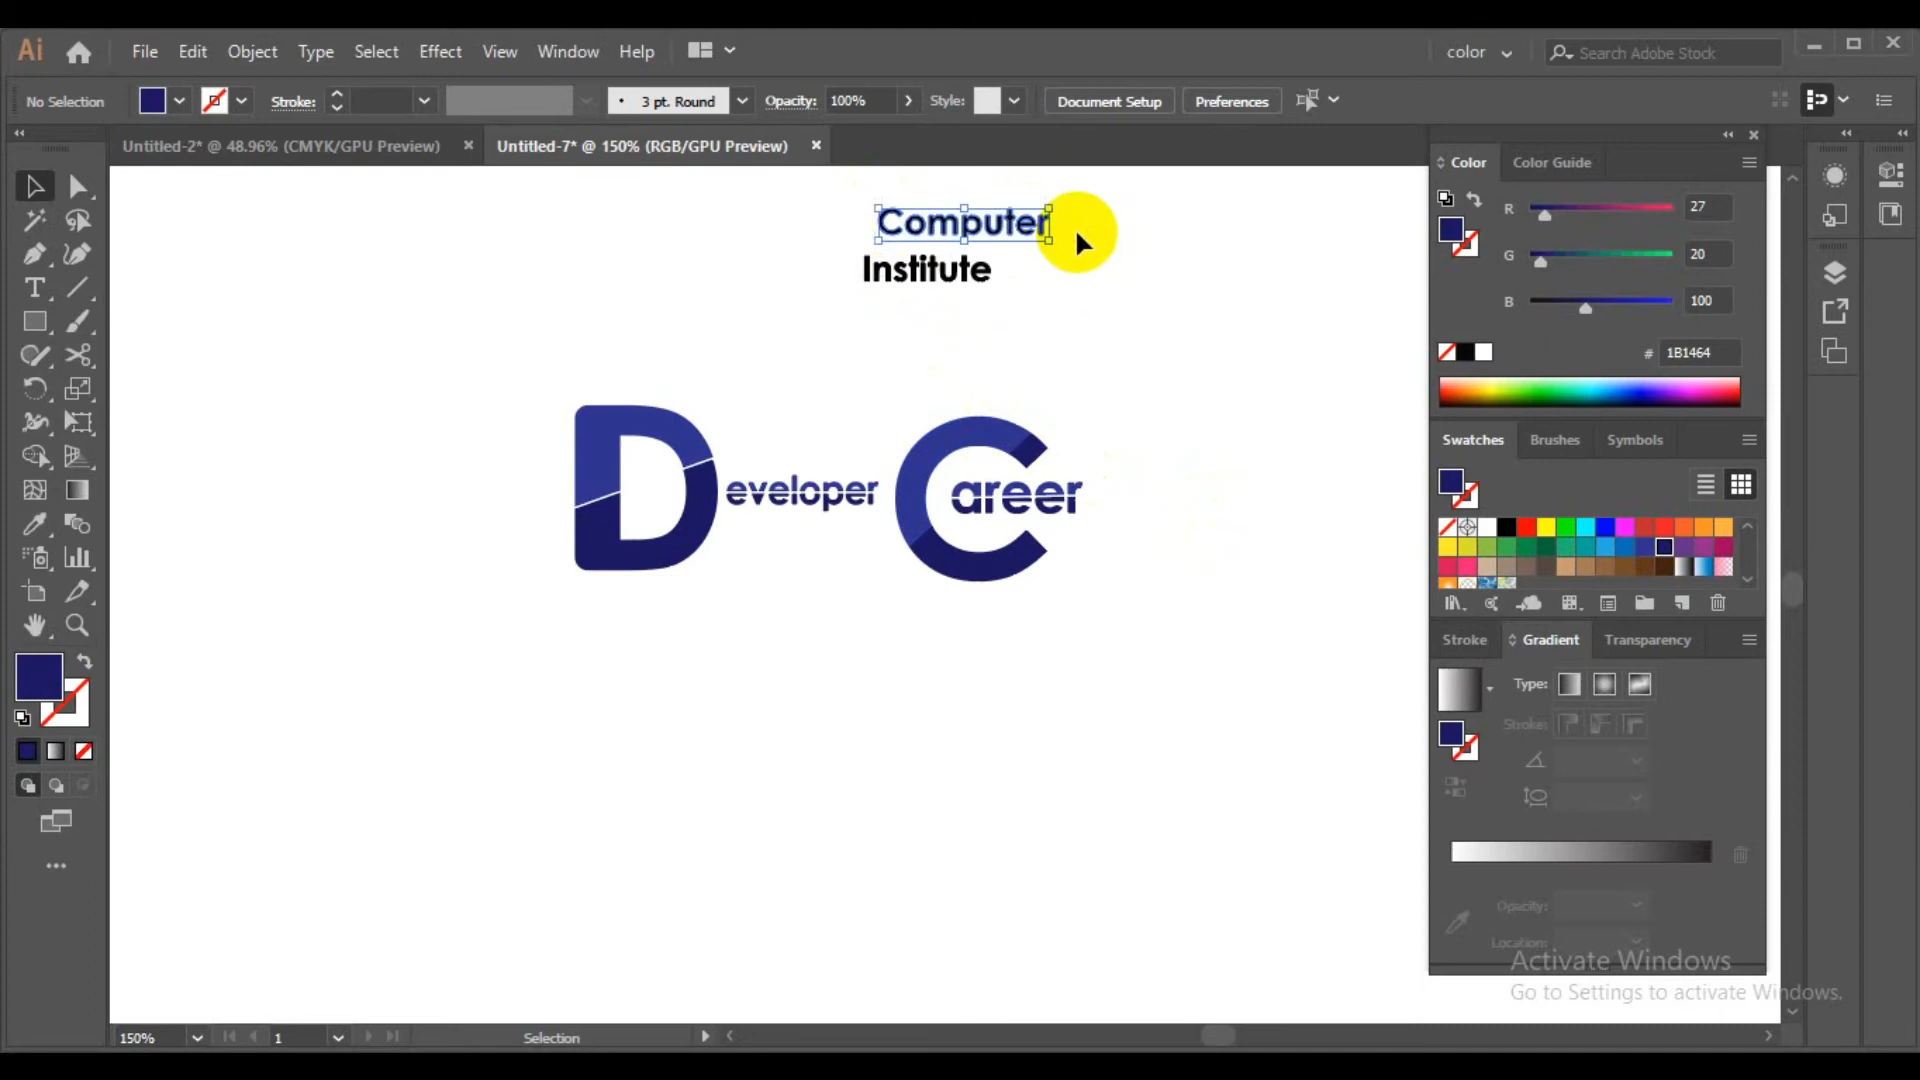 Ai File Edit Object Type Select Effect View Window Help color Search Adobe Stock
No Selection Stroke: 3 pt. Round Opacity: 100% Style: Document Setup Preferences
Untitled-2* @ 48.96% (CMYK/GPU Preview) Untitled-7* @ 150% (RGB/GPU Preview)
Color Color Guide
R 27
G 20
B 100
# 1B1464
Computer
Institute
Developer Career
Swatches Brushes Symbols
Stroke Gradient Transparency
Type:
Stroke:
Opacity:
Location:
Activate Windows
Go to Settings to activate Windows.
150% 1 Selection